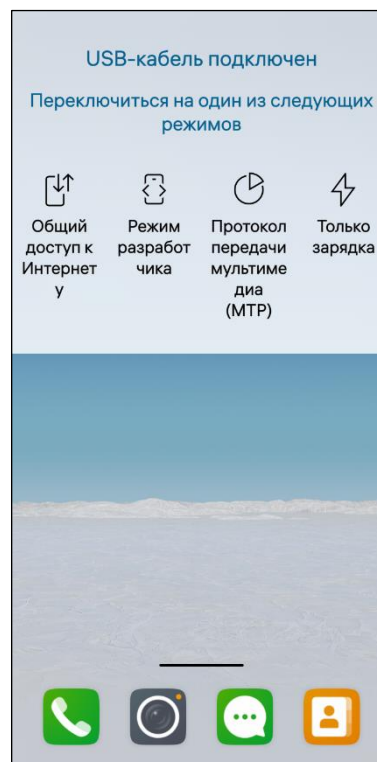 USB-кабель подключен
Переключиться на один из следующих
режимов
Общий
доступ к
Интернет
у
Режим
разработ
чика
Протокол
передачи
мультиме
диа
(MTP)
Только
зарядка